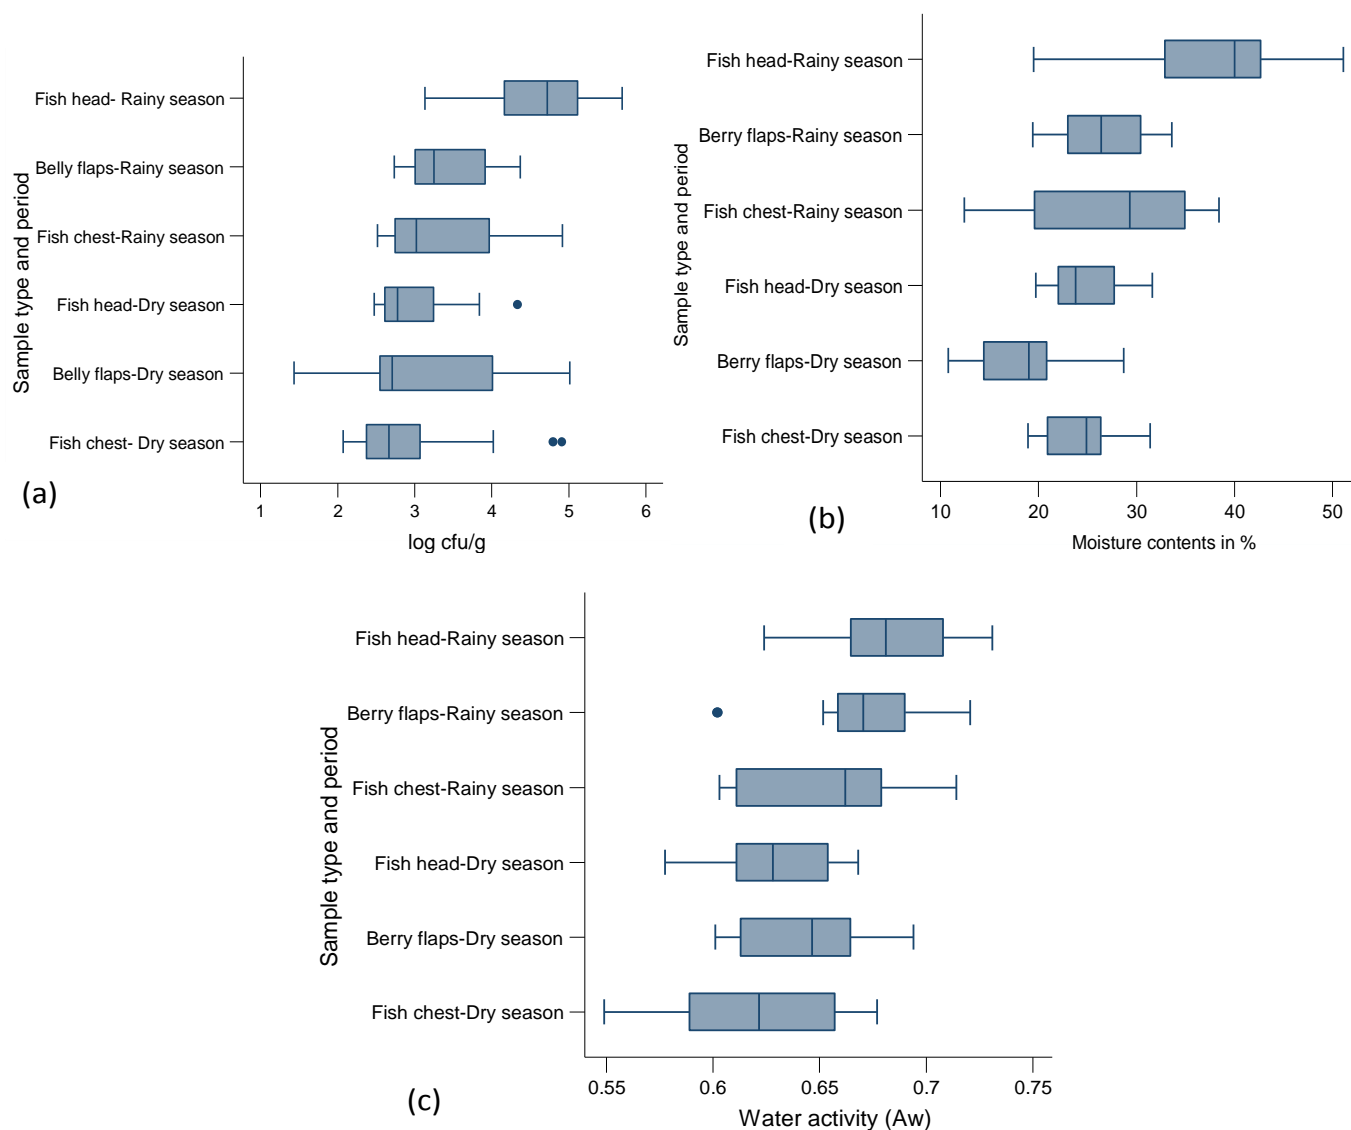 Sample type and period
Fish head- Rainy season
Belly flaps-Rainy season
Fish chest-Rainy season
Fish head-Dry season
Belly flaps-Dry season
Fish chest- Dry season
1 2 3 4 5 6
log cfu/g
(a)
Sample type and period
Fish head-Rainy season
Berry flaps-Rainy season
Fish chest-Rainy season
Fish head-Dry season
Berry flaps-Dry season
Fish chest-Dry season
10 20 30 40 50
Moisture contents in %
(b)
Sample type and period
Fish head-Rainy season
Berry flaps-Rainy season
Fish chest-Rainy season
Fish head-Dry season
Berry flaps-Dry season
Fish chest-Dry season
0.55 0.6 0.65 0.7 0.75
Water activity (Aw)
(c)